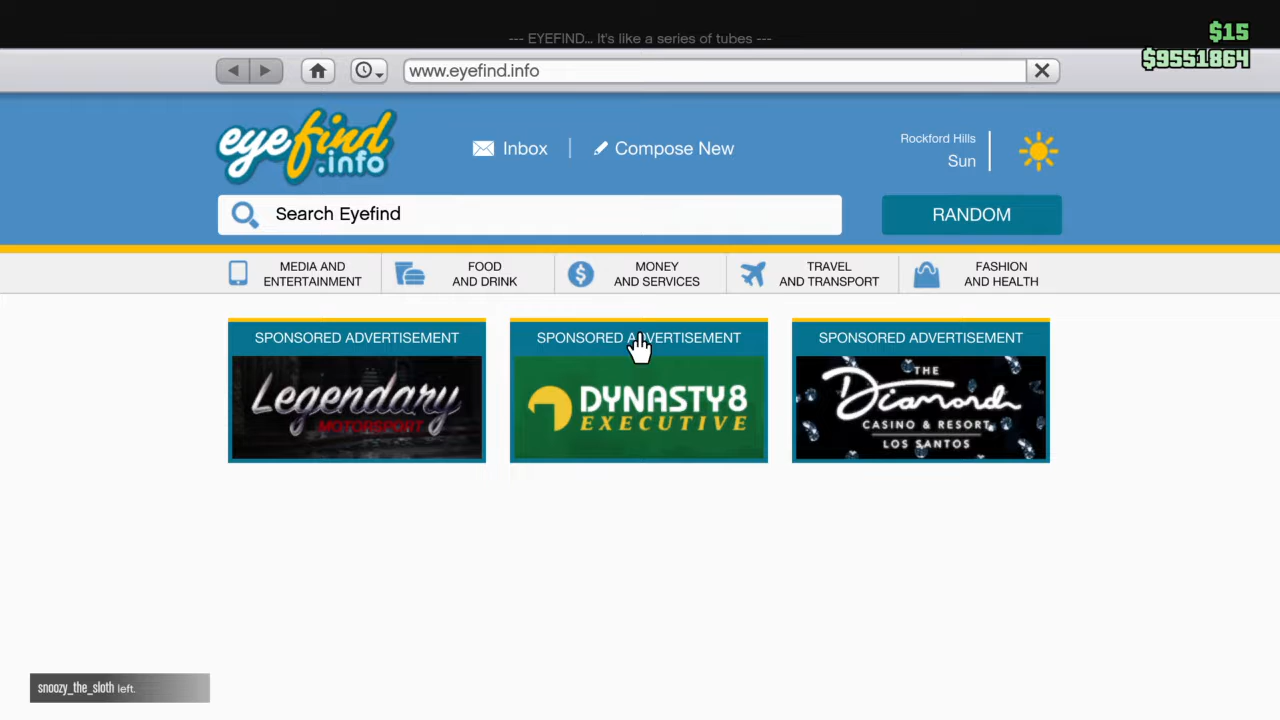 --- EYEFIND... It's like a series of tubes ---
$15
$9551864
www.eyefind.info
eyefind
.info
Inbox
Compose New
Rockford Hills
Sun
Search Eyefind
RANDOM
MEDIA AND
ENTERTAINMENT
FOOD
AND DRINK
MONEY
AND SERVICES
TRAVEL
AND TRANSPORT
FASHION
AND HEALTH
SPONSORED ADVERTISEMENT
Legendary
MOTORSPORT
SPONSORED ADVERTISEMENT
DYNASTY8
EXECUTIVE
SPONSORED ADVERTISEMENT
THE
Diamond
CASINO & RESORT
LOS SANTOS
snoozy_the_sloth left.